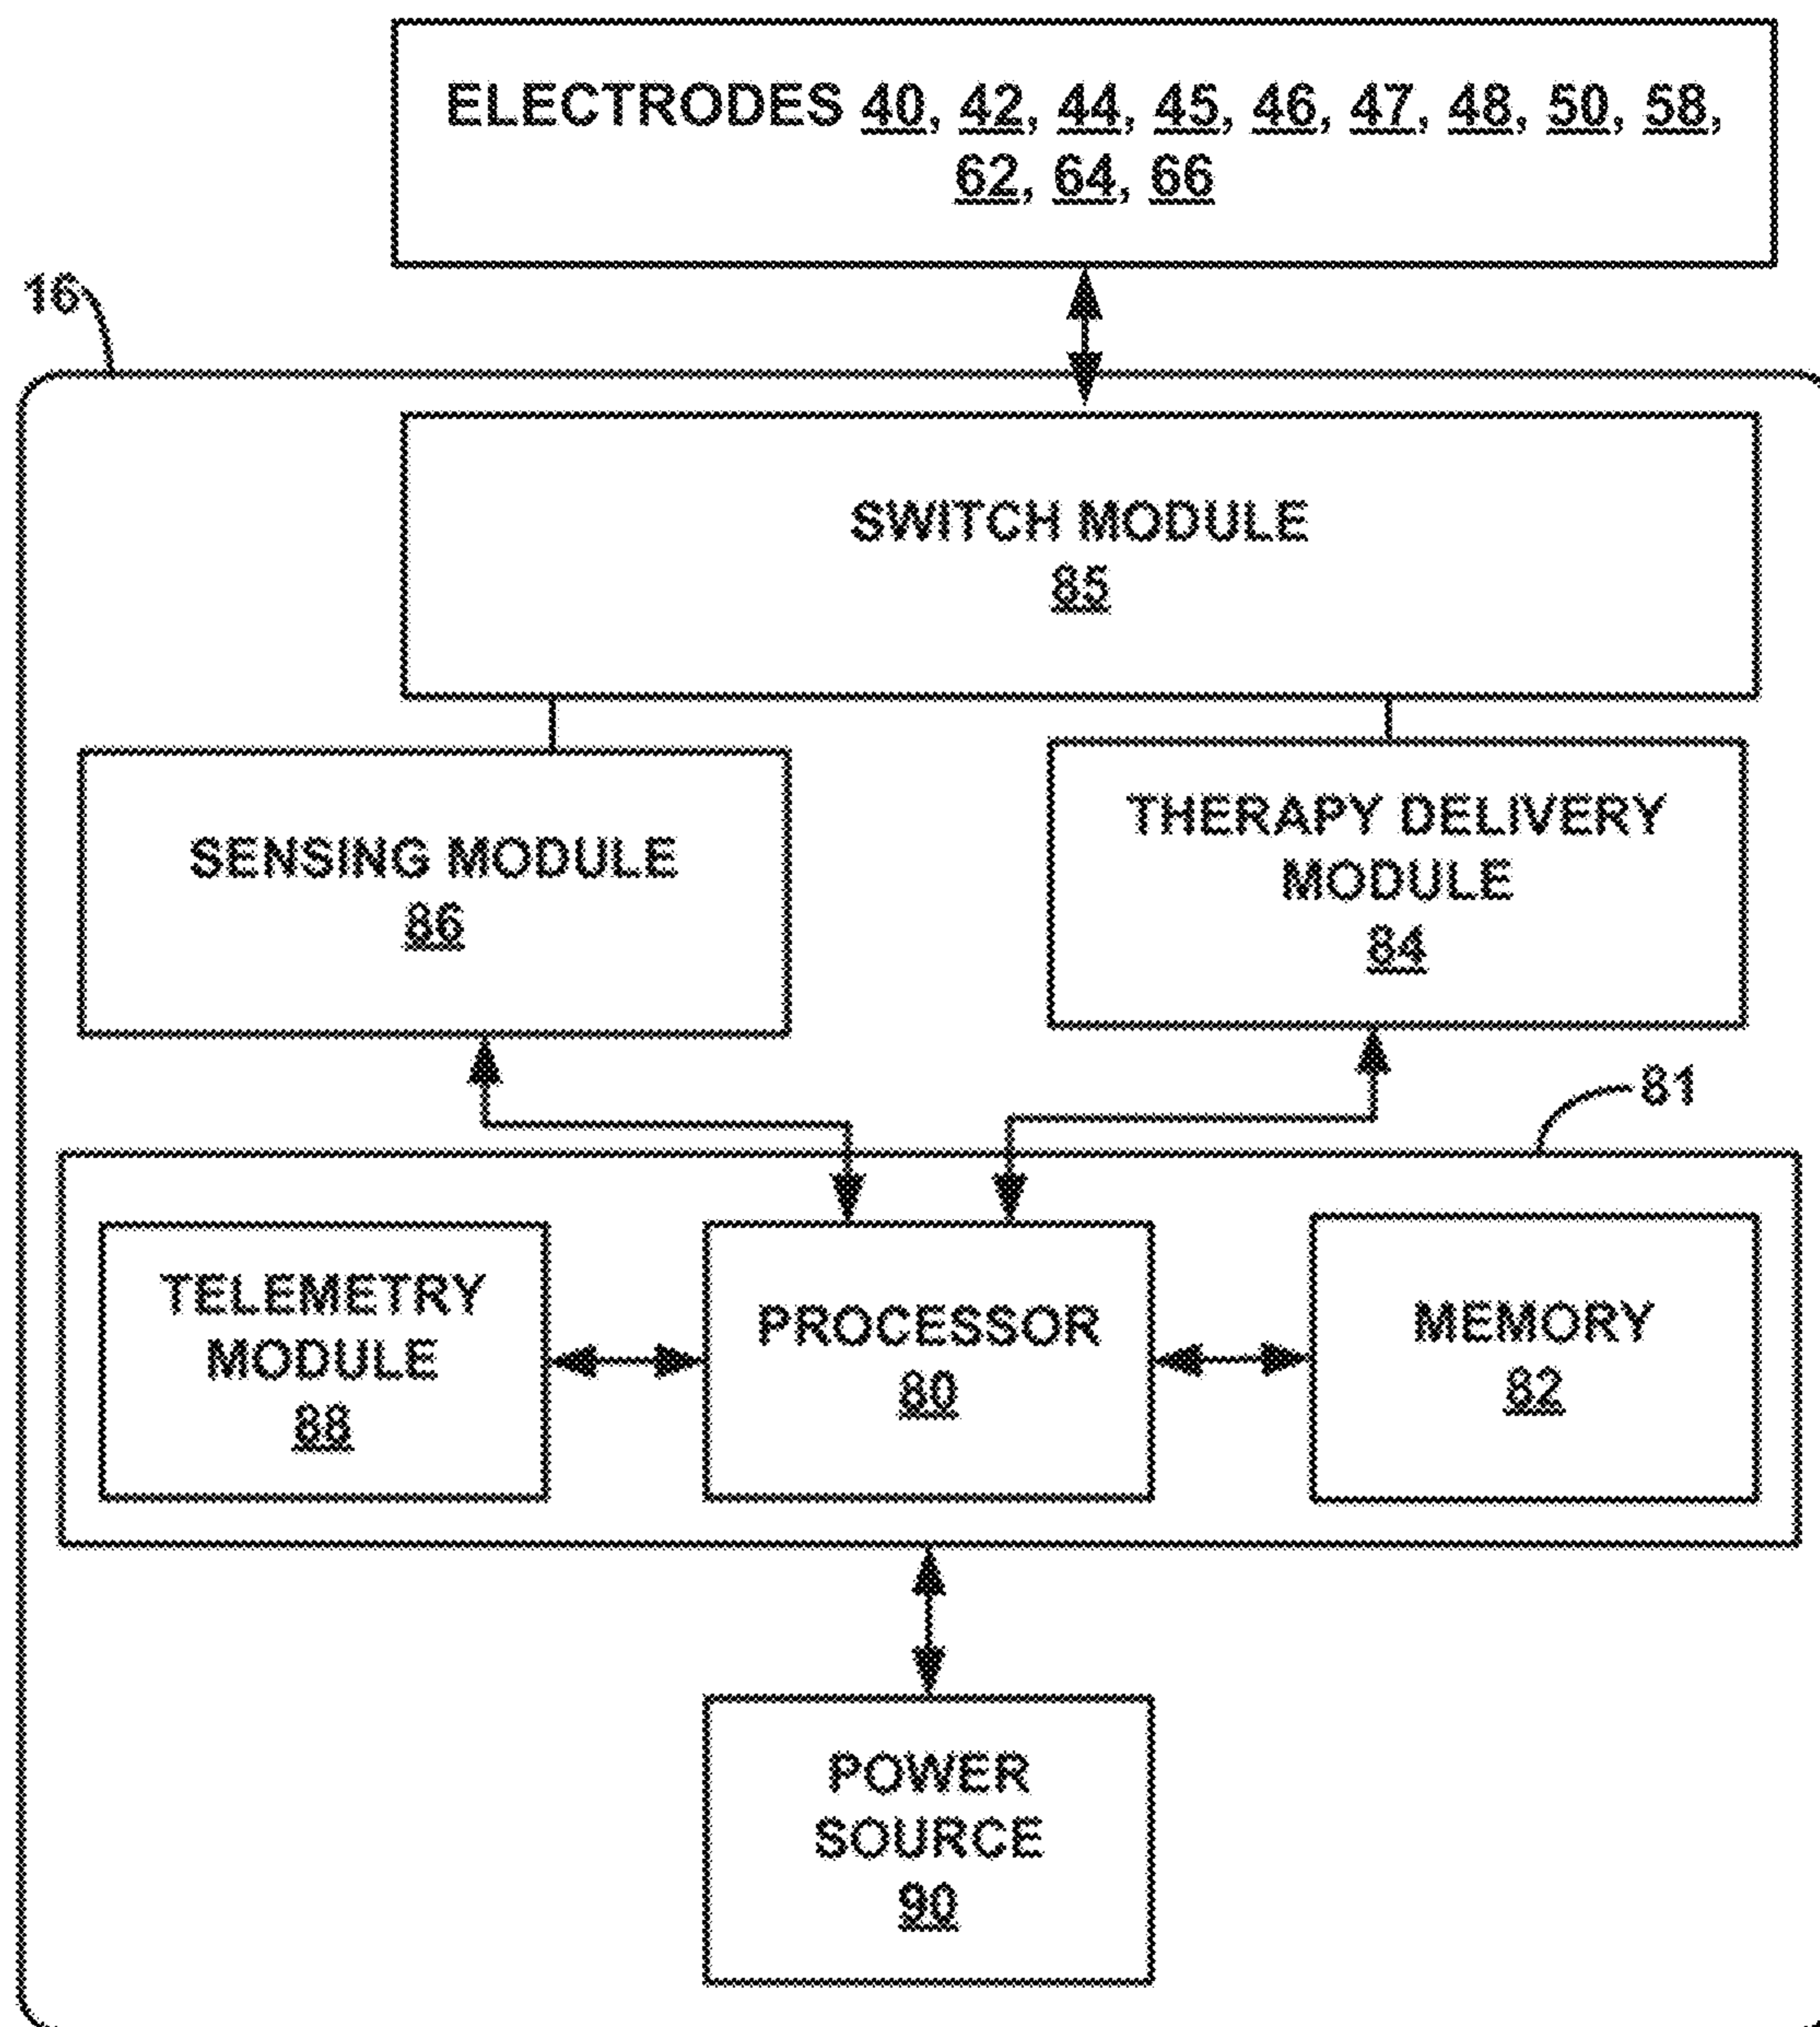 ELECTRODES 40, 42, 44, 45, 46, 47, 48, 50, 58,
62, 64, 66
16
SWITCH MODULE
85
SENSING MODULE
86
THERAPY DELIVERY
MODULE
84
81
TELEMETRY
MODULE
88
PROCESSOR
80
MEMORY
82
POWER
SOURCE
90